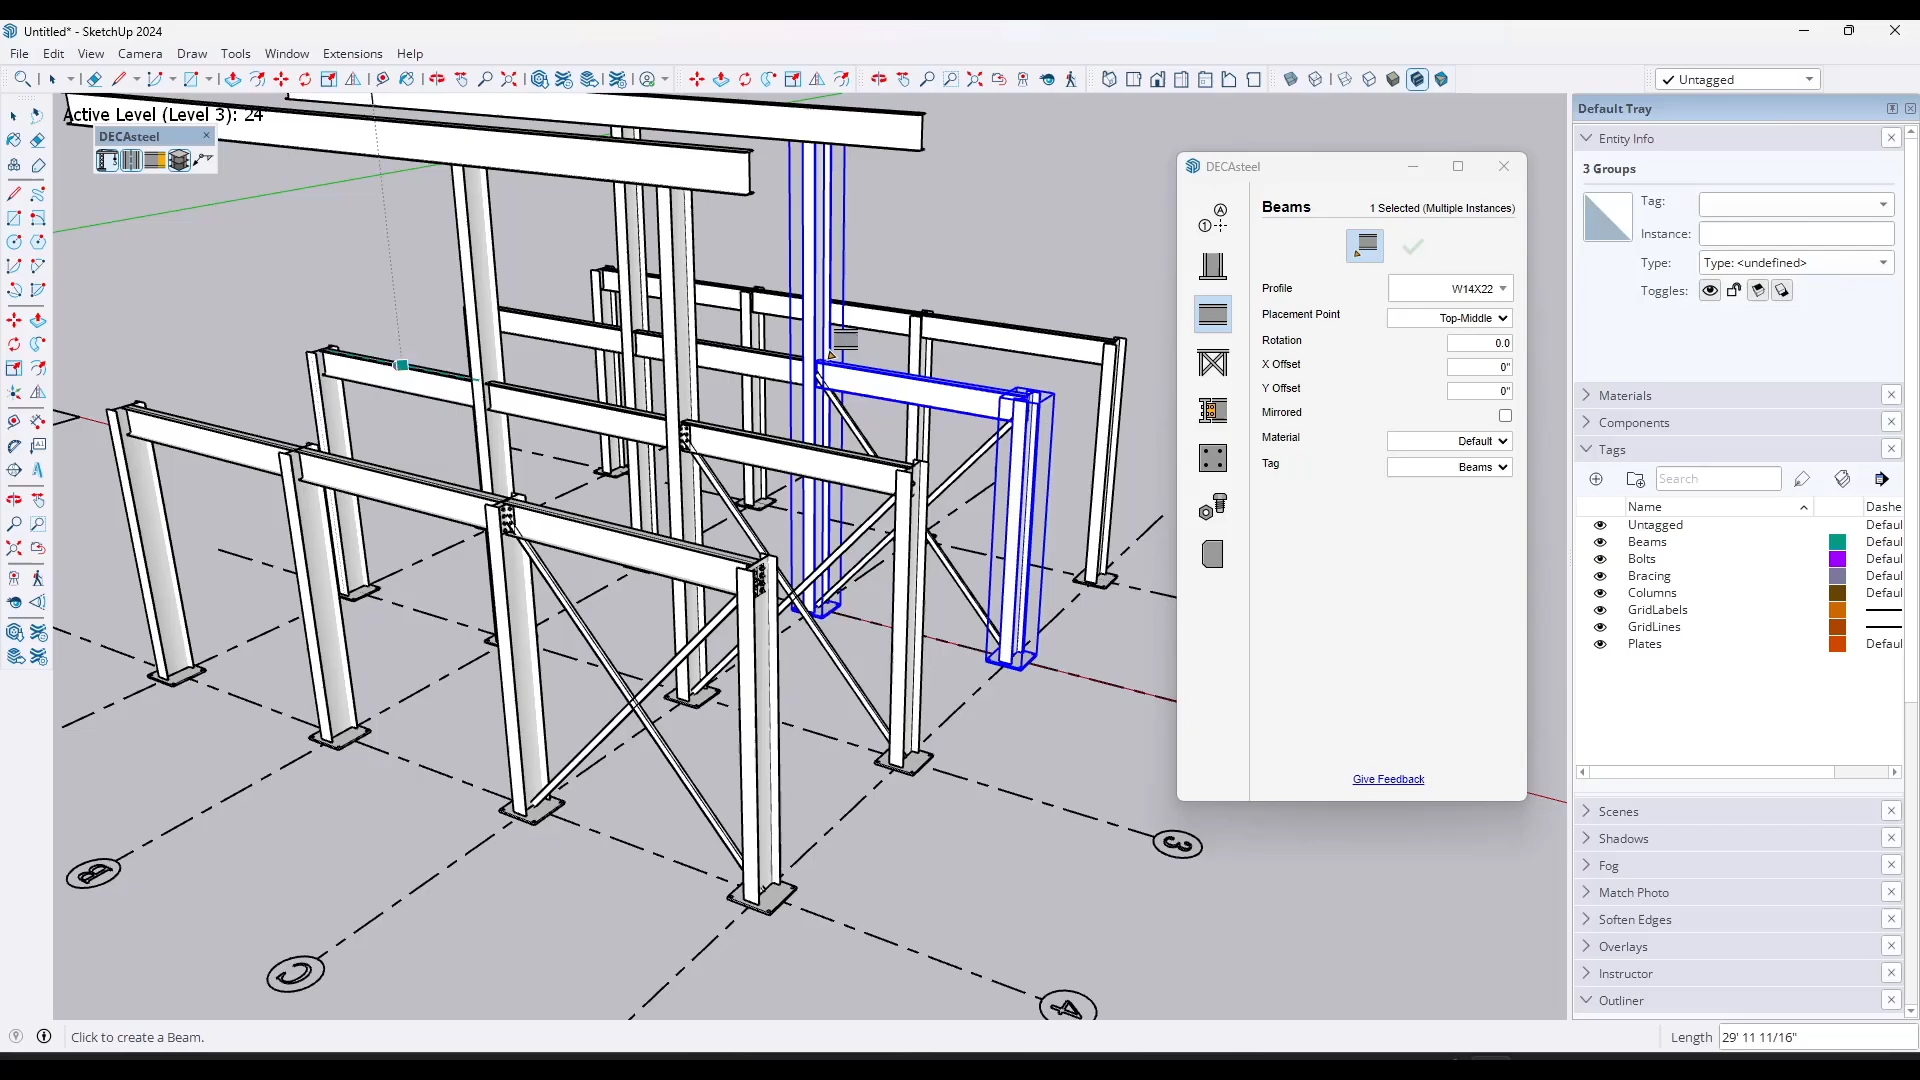 Untitled* - SketchUp 2024
File Edit View Camera Draw Tools Window Extensions Help
Untagged
Active Level (Level 3): 24'
DECAsteel
DECAsteel
Beams
1 Selected (Multiple Instances)
Profile W14X22
Placement Point Top-Middle
Rotation 0.0
X Offset 0"
Y Offset 0"
Mirrored
Material Default
Tag Beams
Give Feedback
Default Tray
Entity Info
3 Groups
Tag:
Instance:
Type: Type: <undefined>
Toggles:
Materials
Components
Tags
Search
Name Dashe
Untagged Defaul
Beams Defaul
Bolts Defaul
Bracing Defaul
Columns Defaul
GridLabels
GridLines
Plates Defaul
Scenes
Shadows
Fog
Match Photo
Soften Edges
Overlays
Instructor
Outliner
B
C
3
4
Click to create a Beam.
Length 29' 11 11/16"